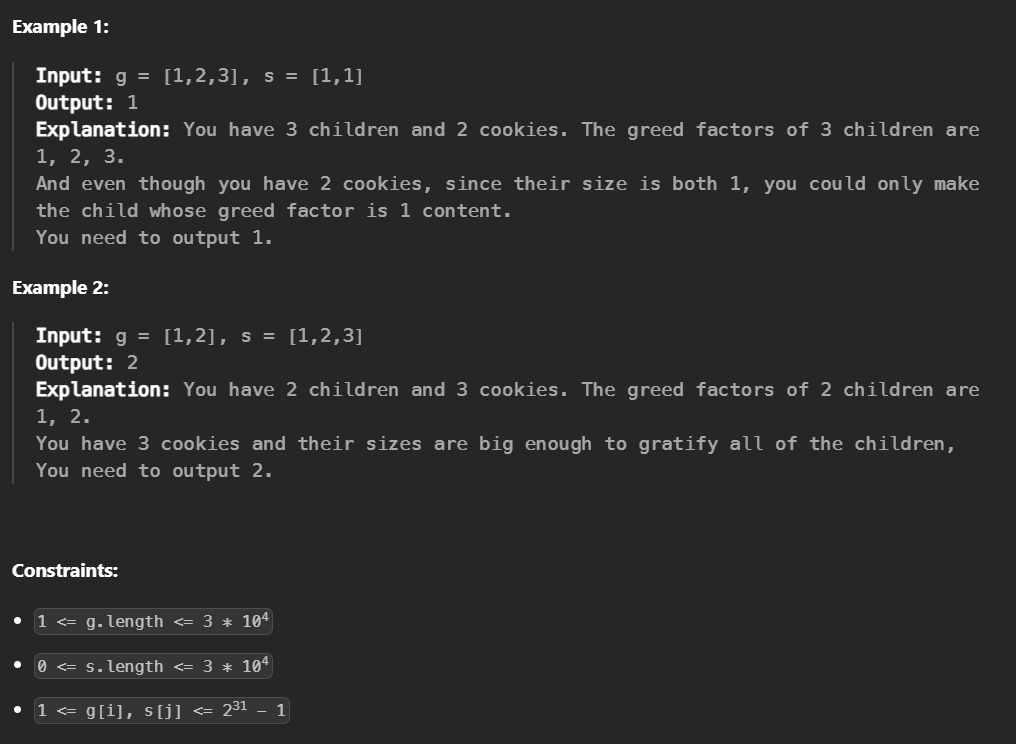 Example 1:
Input: g = [1,2,3], s = [1,1]
Output: 1
Explanation: You have 3 children and 2 cookies. The greed factors of 3 children are
1, 2, 3.
And even though you have 2 cookies, since their size is both 1, you could only make
the child whose greed factor is 1 content.
You need to output 1.
Example 2:
Input: g = [1,2], s = [1,2,3]
Output: 2
Explanation: You have 2 children and 3 cookies. The greed factors of 2 children are
1, 2.
You have 3 cookies and their sizes are big enough to gratify all of the children,
You need to output 2.
Constraints:
• 1 <= g.length <= 3 * 10⁴
• 0 <= s.length <= 3 * 10⁴
• 1 <= g[i], s[j] <= 2³¹ - 1